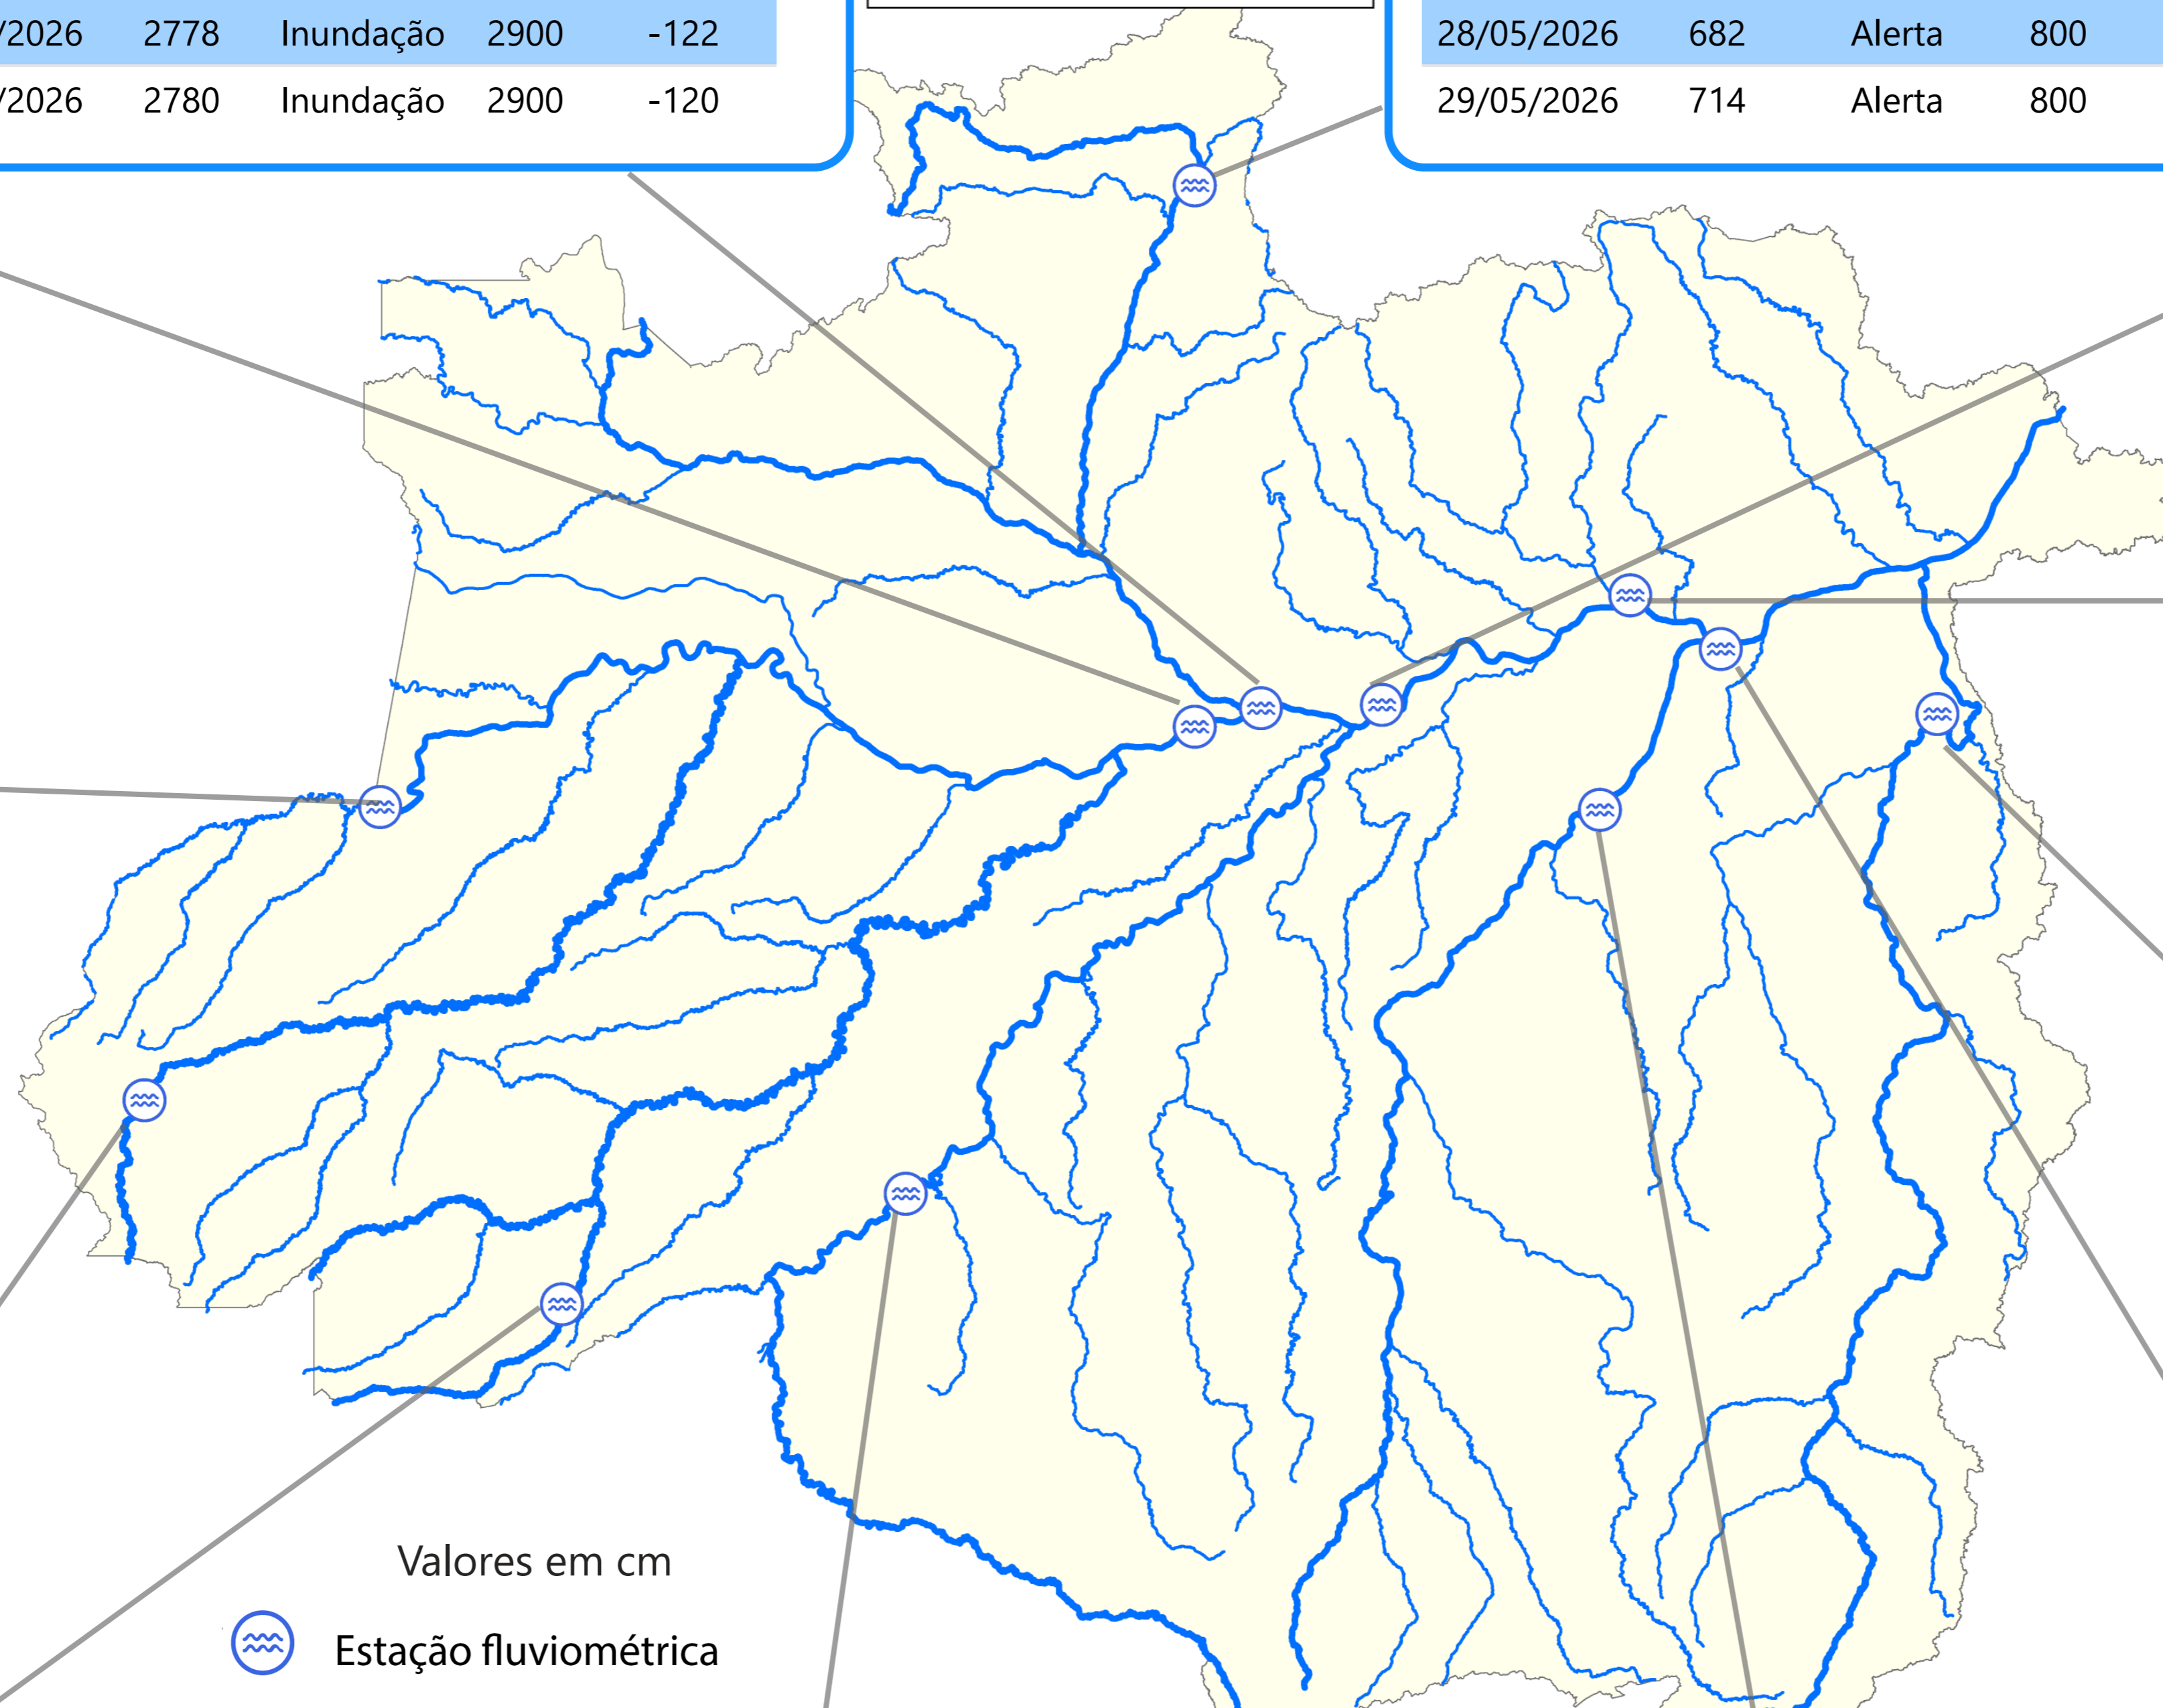 /2026 2778 Inundação 2900 -122
/2026 2780 Inundação 2900 -120
28/05/2026 682 Alerta 800
29/05/2026 714 Alerta 800
Valores em cm
Estação fluviométrica